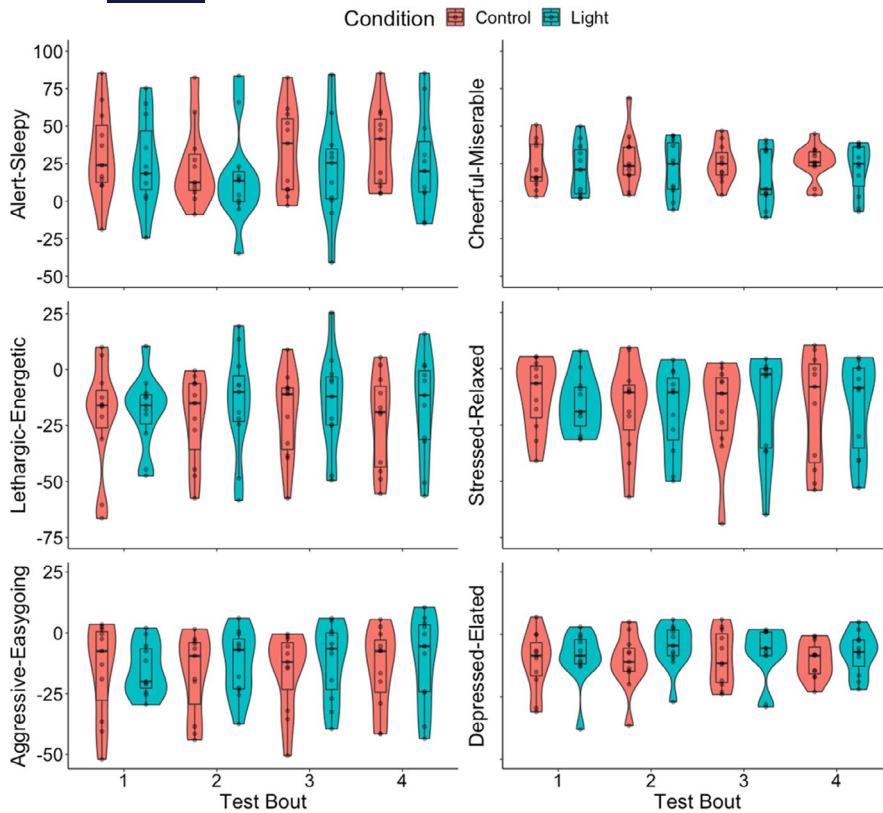 Condition Control Light
Alert-Sleepy
100
75
50
25
0
-25
-50
Cheerful-Miserable
Lethargic-Energetic
25
0
-25
-50
-75
Stressed-Relaxed
Aggressive-Easygoing
25
0
-25
-50
Depressed-Elated
1 2 3 4
1 2 3 4
Test Bout
Test Bout